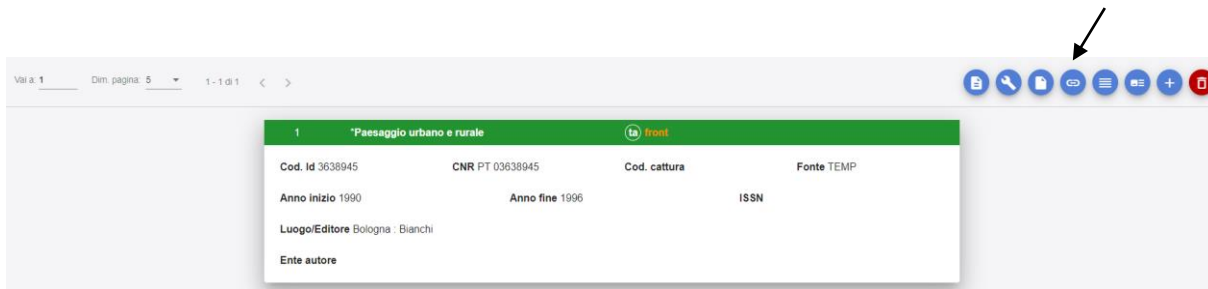 Vai a: 1 Dim. pagina: 5 1 - 1 di 1
1 *Paesaggio urbano e rurale ta front
Cod. Id 3638945 CNR PT 03638945 Cod. cattura Fonte TEMP
Anno inizio 1990 Anno fine 1996 ISSN
Luogo/Editore Bologna : Bianchi
Ente autore